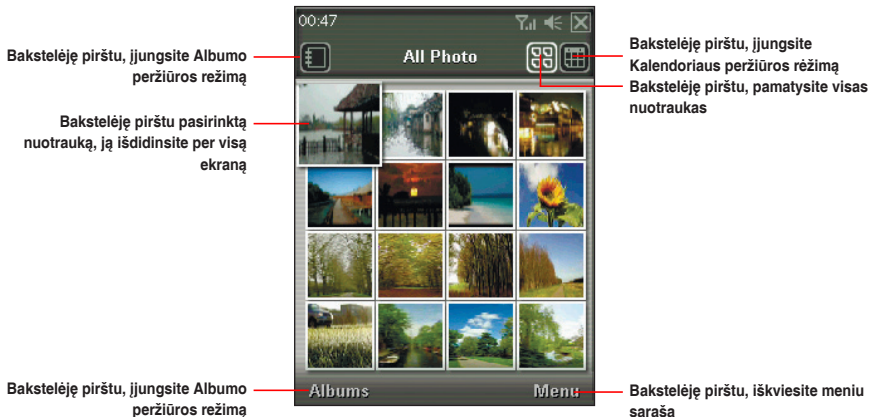 00:47
All Photo
Bakstelėję pirštu, įjungsite Albumo
peržiūros režimą
Bakstelėję pirštu pasirinktą
nuotrauką, ją išdidinsite per visą
ekraną
Bakstelėję pirštu, įjungsite
Kalendoriaus peržiūros rėžimą
Bakstelėję pirštu, pamatysite visas
nuotraukas
Albums
Menu
Bakstelėję pirštu, įjungsite Albumo
peržiūros režimą
Bakstelėję pirštu, iškviesite meniu
sąraša